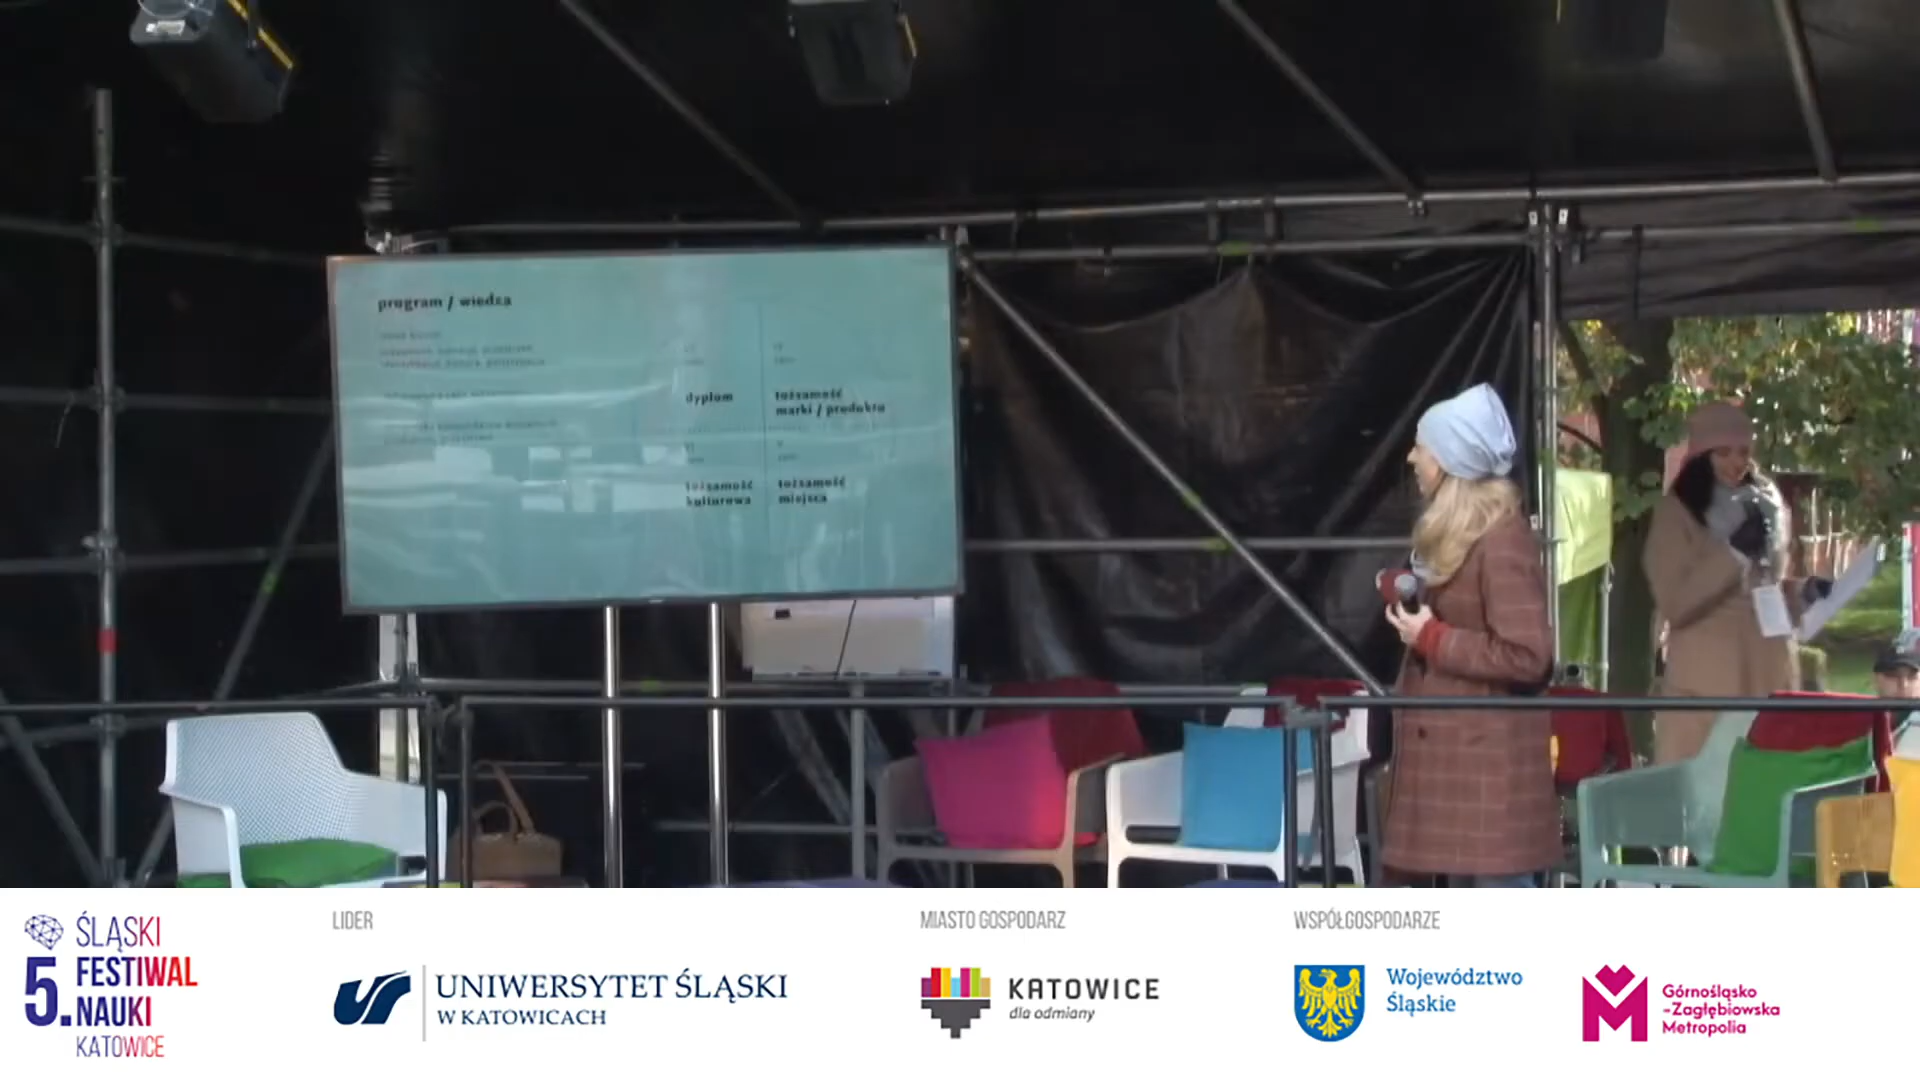 program / wiedza
dyplom
tożsamość
marki / produktu
tożsamość
kulturowa
tożsamość
miejsca
5. ŚLĄSKI
FESTIWAL
NAUKI
KATOWICE
LIDER
UNIWERSYTET ŚLĄSKI
W KATOWICACH
MIASTO GOSPODARZ
KATOWICE
dla odmiany
WSPÓŁGOSPODARZE
Województwo
Śląskie
Górnośląsko
-Zagłębiowska
Metropolia